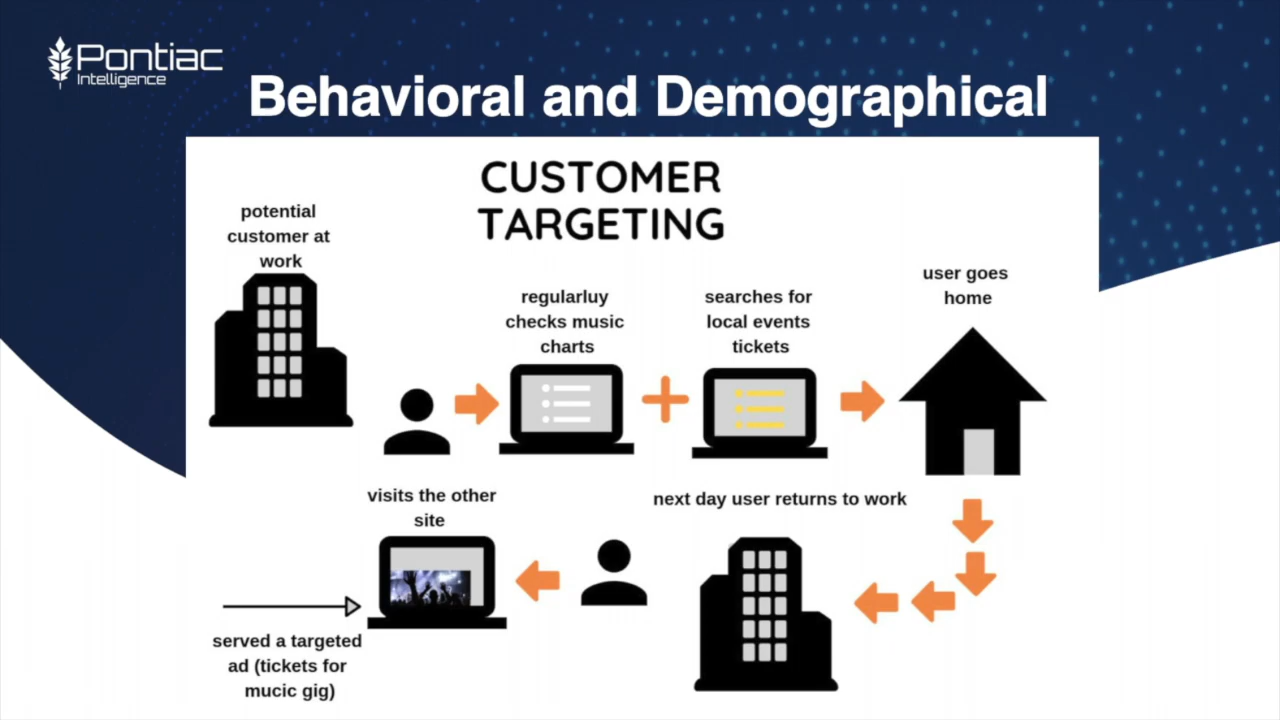 Pontiac
Intelligence
Behavioral and Demographical
CUSTOMER
TARGETING
potential
customer at
work
regularluy
checks music
charts
searches for
local events
tickets
user goes
home
visits the other
site
next day user returns to work
served a targeted
ad (tickets for
mucic gig)